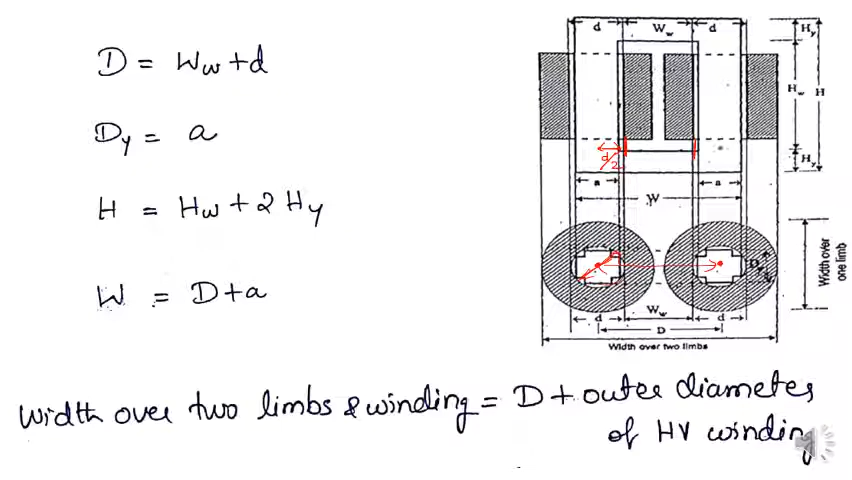 D = Ww + d
Dy = a
H = Hw + 2 Hy
W = D + a
Width over two limbs & winding = D + outer diameter
of HV winding
d Ww d
Hy
Hw H
d/2
Hy
a a
W
Dy
Width over
one limb
d Ww d
D
Width over two limbs